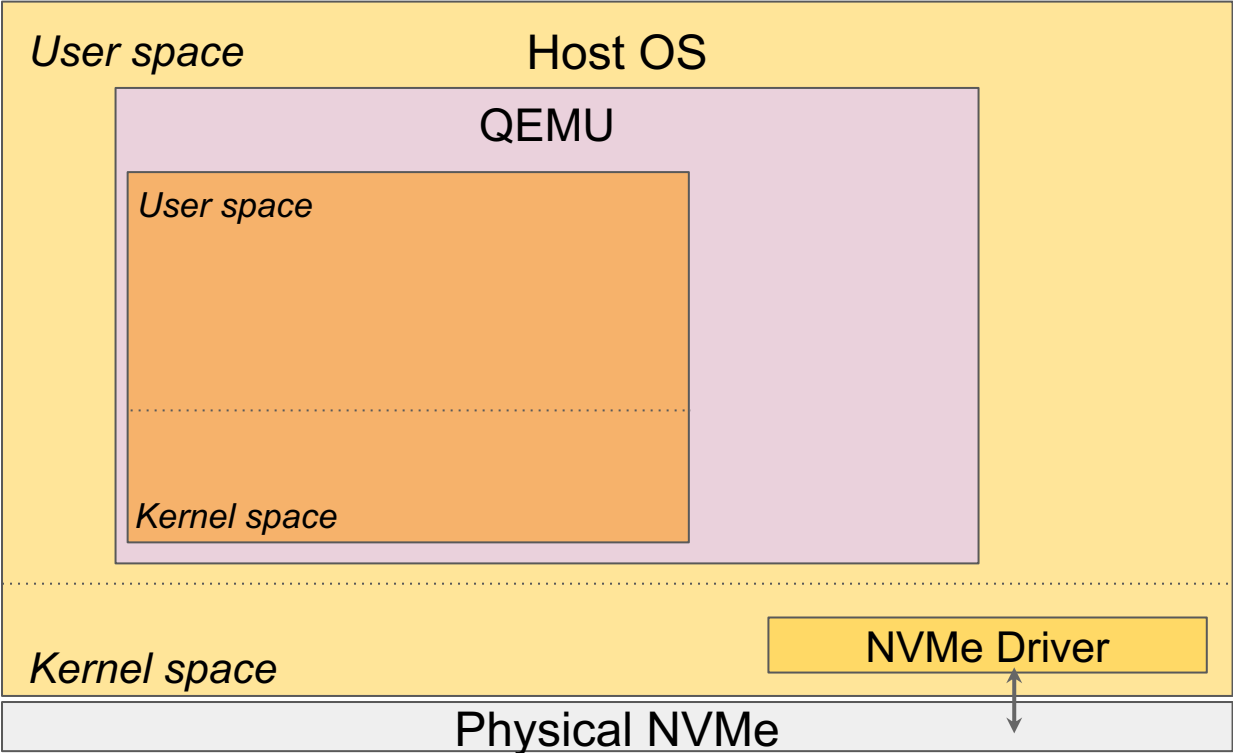 User space
Host OS
QEMU
User space
Kernel space
NVMe Driver
Kernel space
Physical NVMe